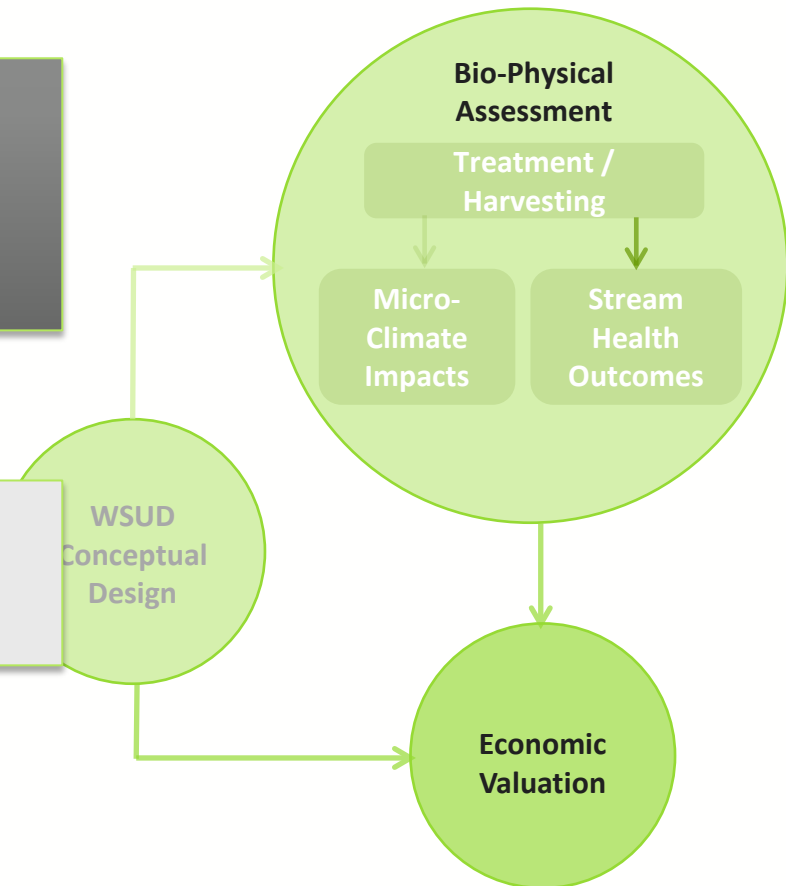 Bio-Physical
Assessment
Treatment /
Harvesting
Micro-
Climate
Impacts
Stream
Health
Outcomes
WSUD
Conceptual
Design
Economic
Valuation